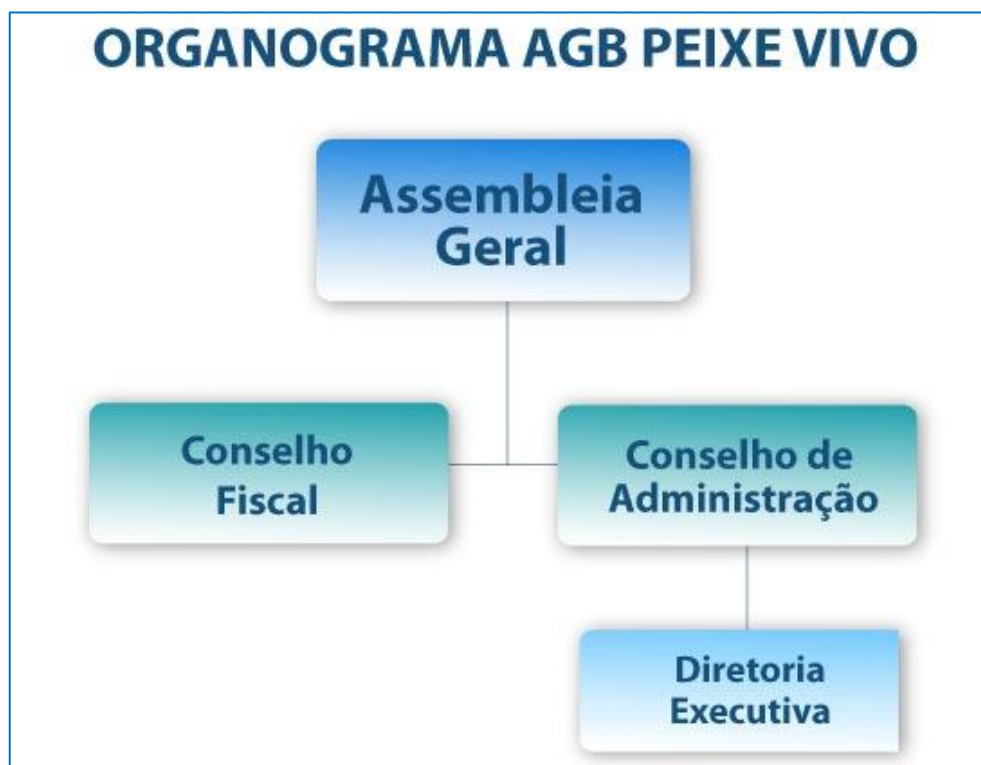 ORGANOGRAMA AGB PEIXE VIVO
Assembleia
Geral
Conselho
Fiscal
Conselho de
Administração
Diretoria
Executiva